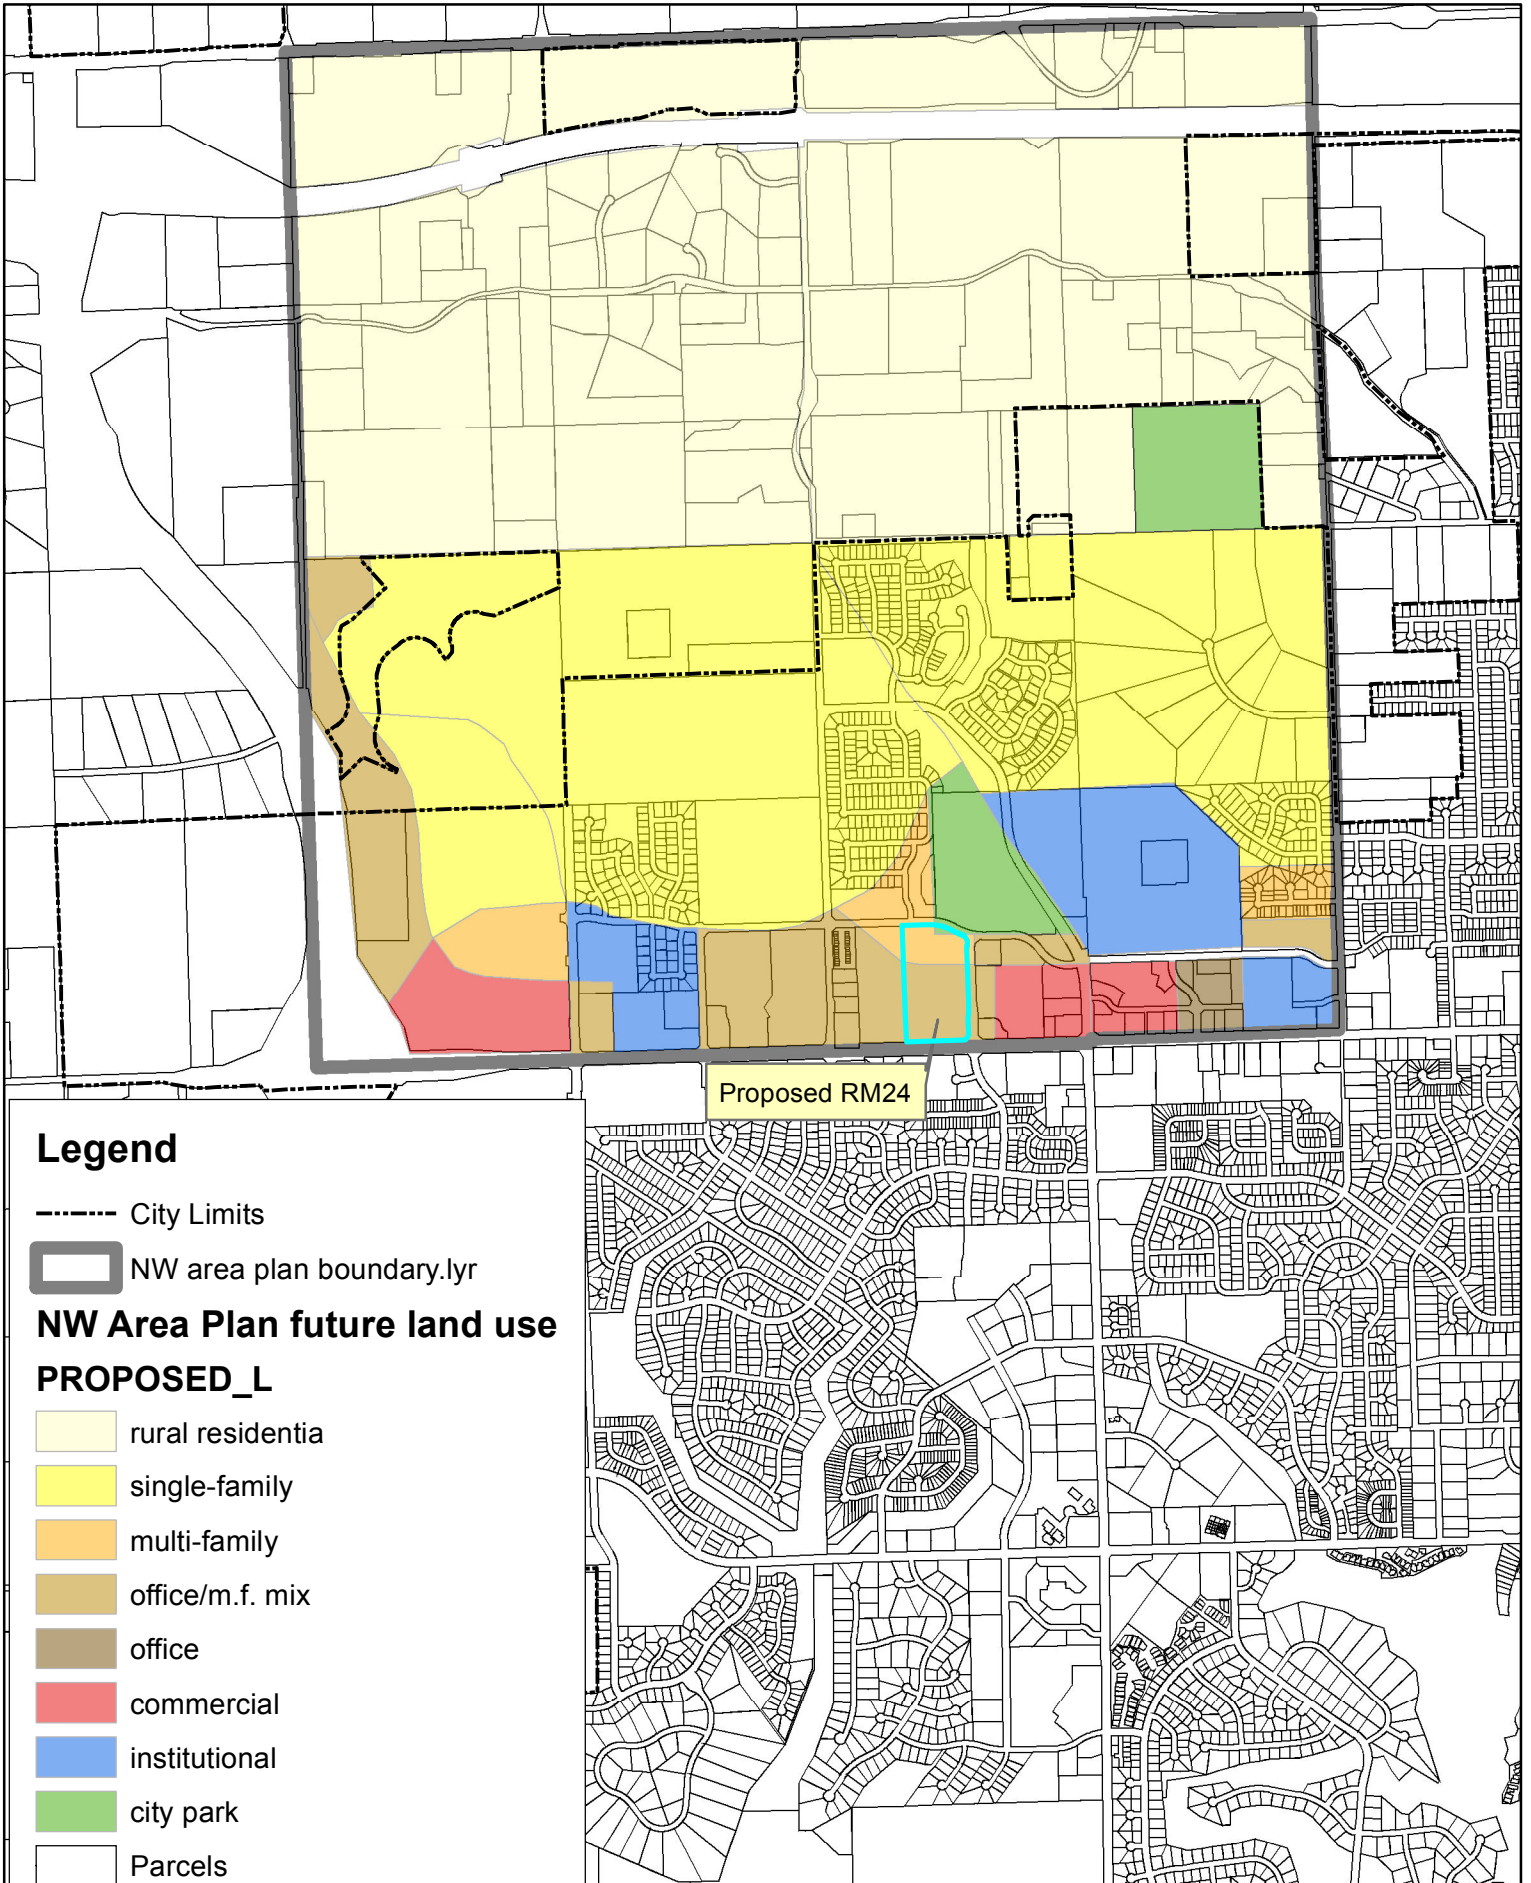 Proposed RM24
Legend
City Limits
NW area plan boundary.lyr
NW Area Plan future land use
PROPOSED_L
rural residentia
single-family
multi-family
office/m.f. mix
office
commercial
institutional
city park
Parcels